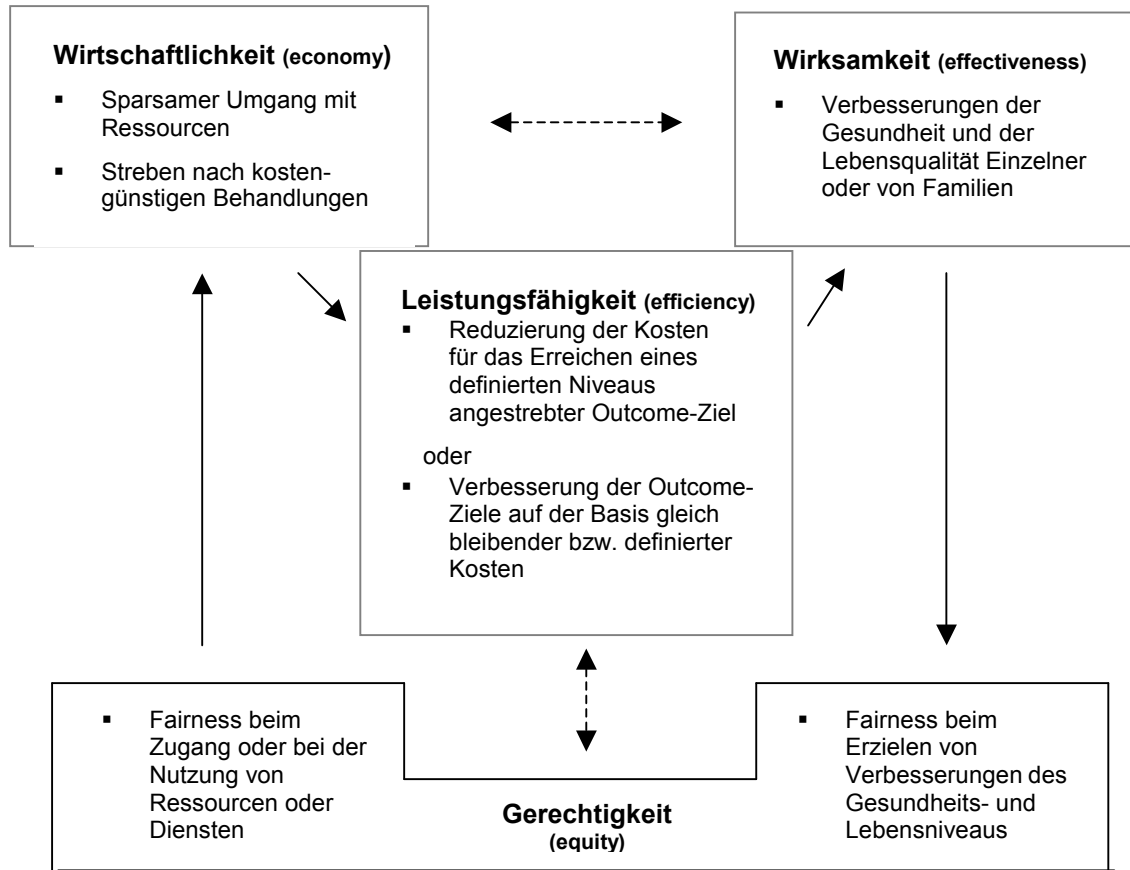 Wirtschaftlichkeit (economy)
▪ Sparsamer Umgang mit
Ressourcen
▪ Streben nach kosten-
günstigen Behandlungen
Wirksamkeit (effectiveness)
▪ Verbesserungen der
Gesundheit und der
Lebensqualität Einzelner
oder von Familien
Leistungsfähigkeit (efficiency)
▪ Reduzierung der Kosten
für das Erreichen eines
definierten Niveaus
angestrebter Outcome-Ziel
oder
▪ Verbesserung der Outcome-
Ziele auf der Basis gleich
bleibender bzw. definierter
Kosten
▪ Fairness beim
Zugang oder bei der
Nutzung von
Ressourcen oder
Diensten
Gerechtigkeit
(equity)
▪ Fairness beim
Erzielen von
Verbesserungen des
Gesundheits- und
Lebensniveaus